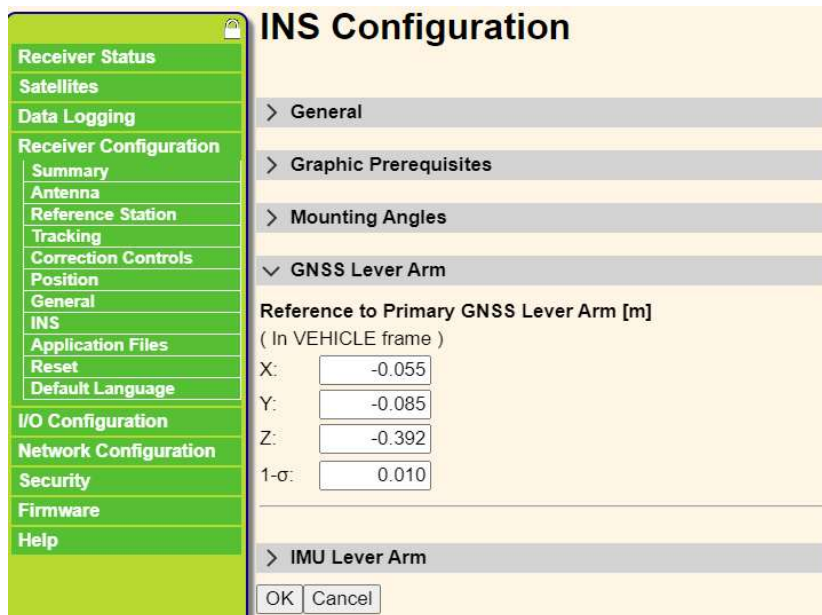 INS Configuration
Receiver Status
Satellites
Data Logging
Receiver Configuration
Summary
Antenna
Reference Station
Tracking
Correction Controls
Position
General
INS
Application Files
Reset
Default Language
I/O Configuration
Network Configuration
Security
Firmware
Help
General
Graphic Prerequisites
Mounting Angles
GNSS Lever Arm
Reference to Primary GNSS Lever Arm [m]
( In VEHICLE frame )
X: -0.055
Y: -0.085
Z: -0.392
1-σ: 0.010
IMU Lever Arm
OK Cancel